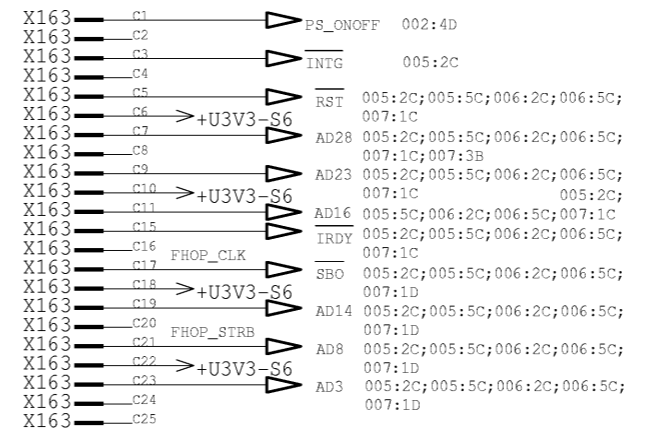 X163 C1 PS_ONOFF 002:4D
X163 C2
X163 C3 INTG 005:2C
X163 C4
X163 C5 RST 005:2C;005:5C;006:2C;006:5C;
X163 C6 +U3V3-S6 007:1C
X163 C7 AD28 005:2C;005:5C;006:2C;006:5C;
X163 C8 007:1C;007:3B
X163 C9 AD23 005:2C;005:5C;006:2C;006:5C;
X163 C10 +U3V3-S6 007:1C 005:2C;
X163 C11 AD16 005:5C;006:2C;006:5C;007:1C
X163 C15 IRDY 005:2C;005:5C;006:2C;006:5C;
X163 C16 FHOP_CLK 007:1C
X163 C17 SBO 005:2C;005:5C;006:2C;006:5C;
X163 C18 +U3V3-S6 007:1D
X163 C19 AD14 005:2C;005:5C;006:2C;006:5C;
X163 C20 FHOP_STRB 007:1D
X163 C21 AD8 005:2C;005:5C;006:2C;006:5C;
X163 C22 +U3V3-S6 007:1D
X163 C23 AD3 005:2C;005:5C;006:2C;006:5C;
X163 C24 007:1D
X163 C25